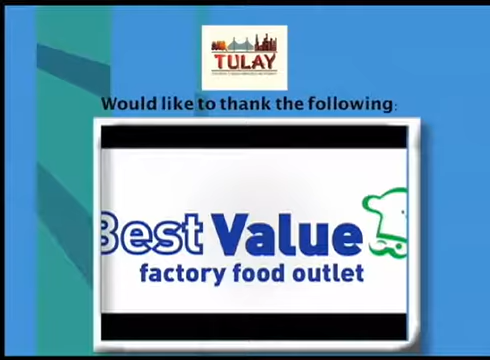 TULAY
Would like to thank the following:
Best Value
factory food outlet